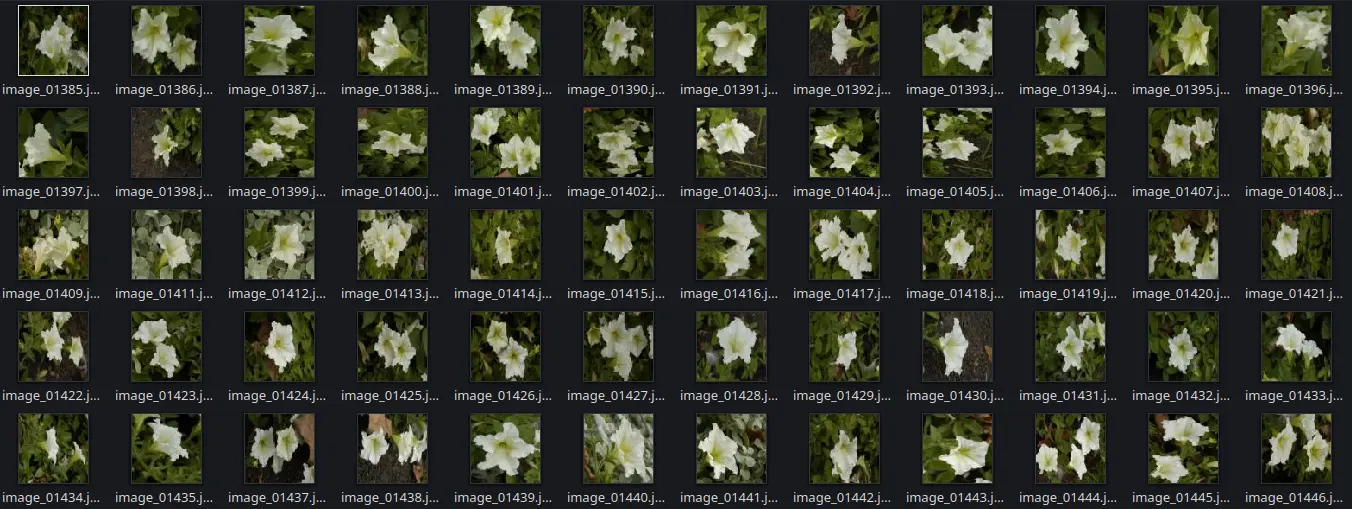 image_01385.j... image_01386.j... image_01387.j... image_01388.j... image_01389.j... image_01390.j... image_01391.j... image_01392.j... image_01393.j... image_01394.j... image_01395.j... image_01396.j...
image_01397.j... image_01398.j... image_01399.j... image_01400.j... image_01401.j... image_01402.j... image_01403.j... image_01404.j... image_01405.j... image_01406.j... image_01407.j... image_01408.j...
image_01409.j... image_01411.j... image_01412.j... image_01413.j... image_01414.j... image_01415.j... image_01416.j... image_01417.j... image_01418.j... image_01419.j... image_01420.j... image_01421.j...
image_01422.j... image_01423.j... image_01424.j... image_01425.j... image_01426.j... image_01427.j... image_01428.j... image_01429.j... image_01430.j... image_01431.j... image_01432.j... image_01433.j...
image_01434.j... image_01435.j... image_01437.j... image_01438.j... image_01439.j... image_01440.j... image_01441.j... image_01442.j... image_01443.j... image_01444.j... image_01445.j... image_01446.j...